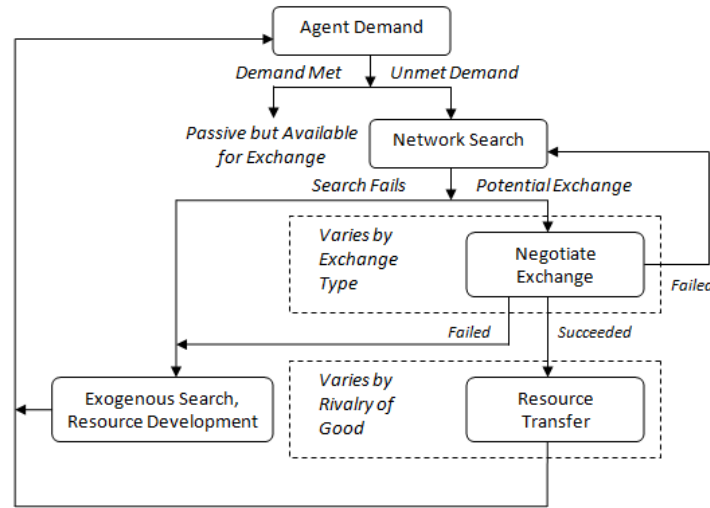 Agent Demand
Demand Met
Unmet Demand
Passive but Available
for Exchange
Network Search
Search Fails
Potential Exchange
Varies by
Exchange
Type
Negotiate
Exchange
Failed
Failed
Succeeded
Exogenous Search,
Resource Development
Varies by
Rivalry of
Good
Resource
Transfer